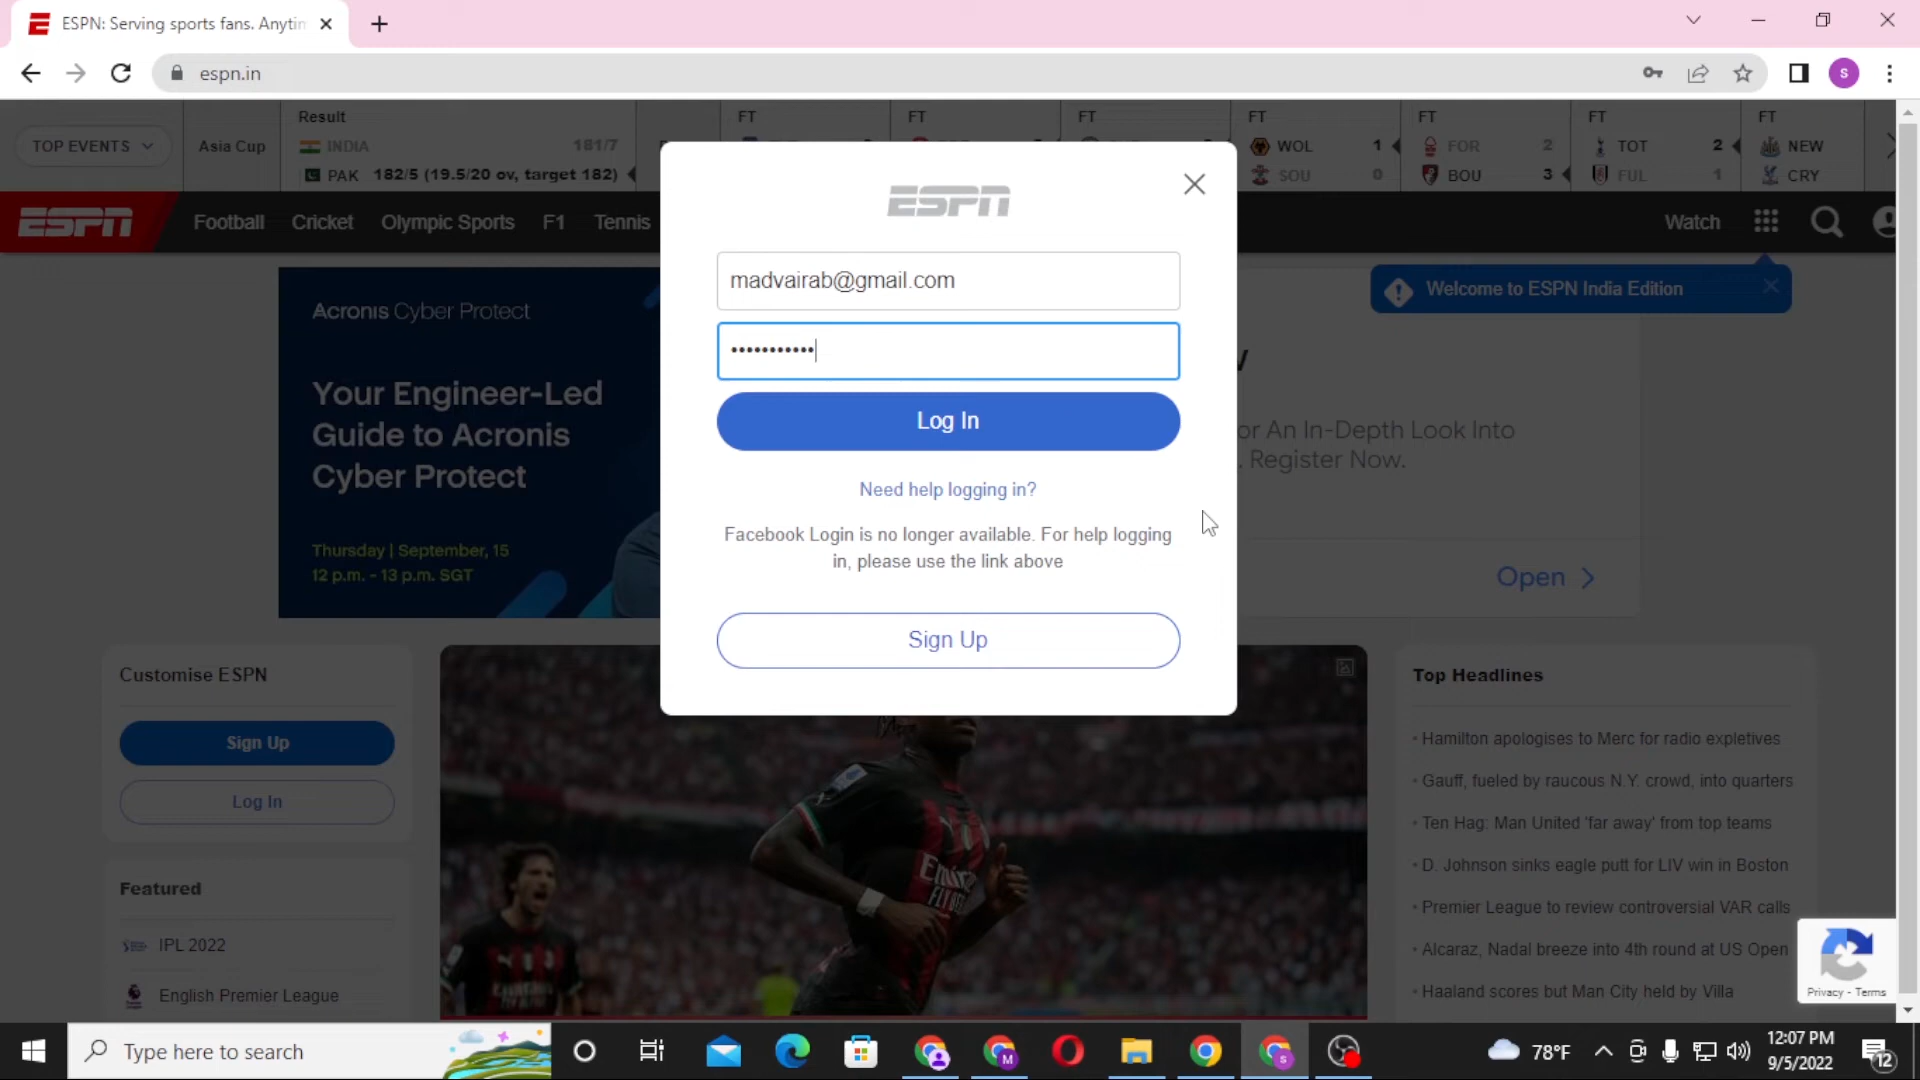 ESPN: Serving sports fans. Anytim
espn.in
S
TOP EVENTS
Asia Cup
Result
INDIA 181/7
PAK 182/5 (19.5/20 ov, target 182)
FT
FT
FT
FT
WOL 1
SOU 0
FT
FOR 2
BOU 3
FT
TOT 2
FUL 1
FT
NEW
CRY
ESPN
Football
Cricket
Olympic Sports
F1
Tennis
Watch
Welcome to ESPN India Edition
ESPN
madvairab@gmail.com
•••••••••••
Log In
Need help logging in?
Facebook Login is no longer available. For help logging
in, please use the link above
Sign Up
Acronis Cyber Protect
Your Engineer-Led
Guide to Acronis
Cyber Protect
Thursday | September, 15
12 p.m. - 13 p.m. SGT
or An In-Depth Look Into
. Register Now.
Open
Customise ESPN
Sign Up
Log In
Featured
IPL 2022
English Premier League
Emirates
FLY BE
Top Headlines
Hamilton apologises to Merc for radio expletives
Gauff, fueled by raucous N.Y. crowd, into quarters
Ten Hag: Man United 'far away' from top teams
D. Johnson sinks eagle putt for LIV win in Boston
Premier League to review controversial VAR calls
Alcaraz, Nadal breeze into 4th round at US Open
Haaland scores but Man City held by Villa
Privacy - Terms
Type here to search
M
S
78°F
12:07 PM
9/5/2022
12